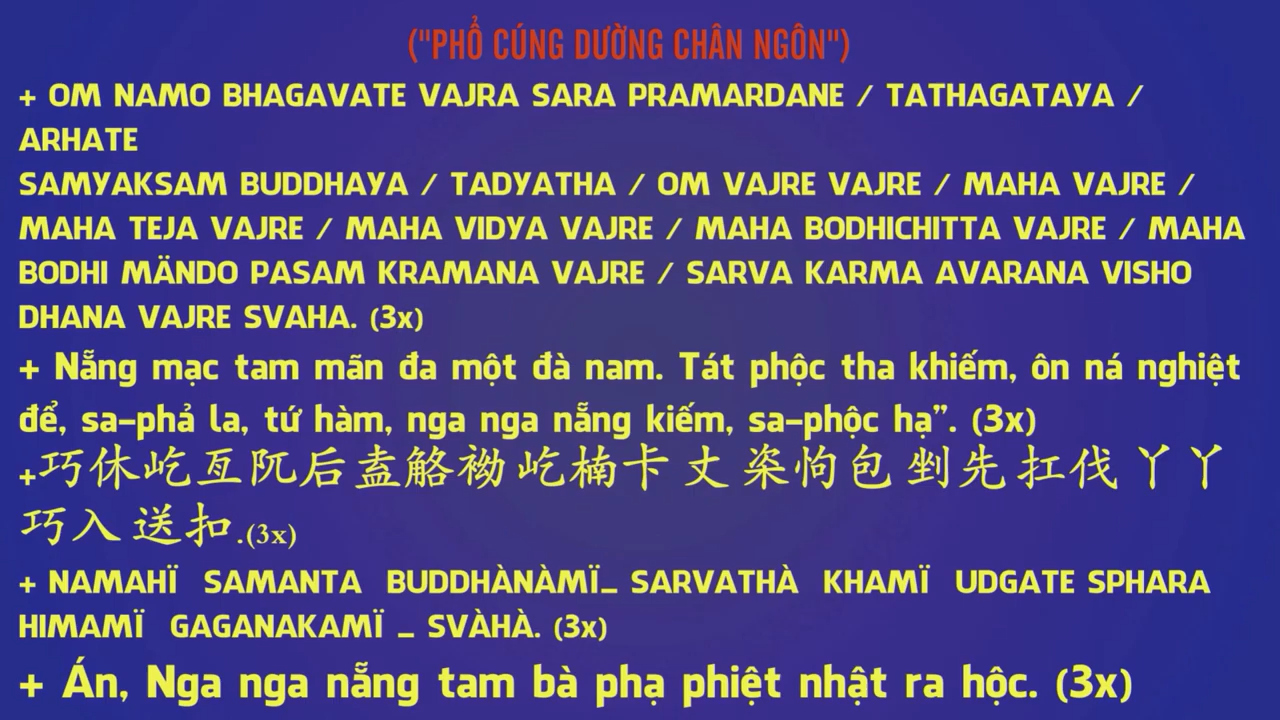 ("PHỔ CÚNG DƯỜNG CHÂN NGÔN")
+ OM NAMO BHAGAVATE VAJRA SARA PRAMARDANE / TATHAGATAYA /
ARHATE
SAMYAKSAM BUDDHAYA / TADYATHA / OM VAJRE VAJRE / MAHA VAJRE /
MAHA TEJA VAJRE / MAHA VIDYA VAJRE / MAHA BODHICHITTA VAJRE / MAHA
BODHI MÄNDO PASAM KRAMANA VAJRE / SARVA KARMA AVARANA VISHO
DHANA VAJRE SVAHA. (3x)
+ Nẵng mạc tam mãn đa một đà nam. Tát phộc tha khiếm, ôn ná nghiệt
để, sa-phả la, tứ hàm, nga nga nẵng kiếm, sa-phộc hạ". (3x)
+巧休屹亙阢后盍觡袎屹楠卡丈栥怐包剉先扛伐丫丫
巧入送扣.(3x)
+ NAMAHÏ SAMANTA BUDDHÀNÀMÏ_ SARVATHÀ KHAMÏ UDGATE SPHARA
HIMAMÏ GAGANAKAMÏ _ SVÀHÀ. (3x)
+ Án, Nga nga nẵng tam bà phạ phiệt nhật ra hộc. (3x)